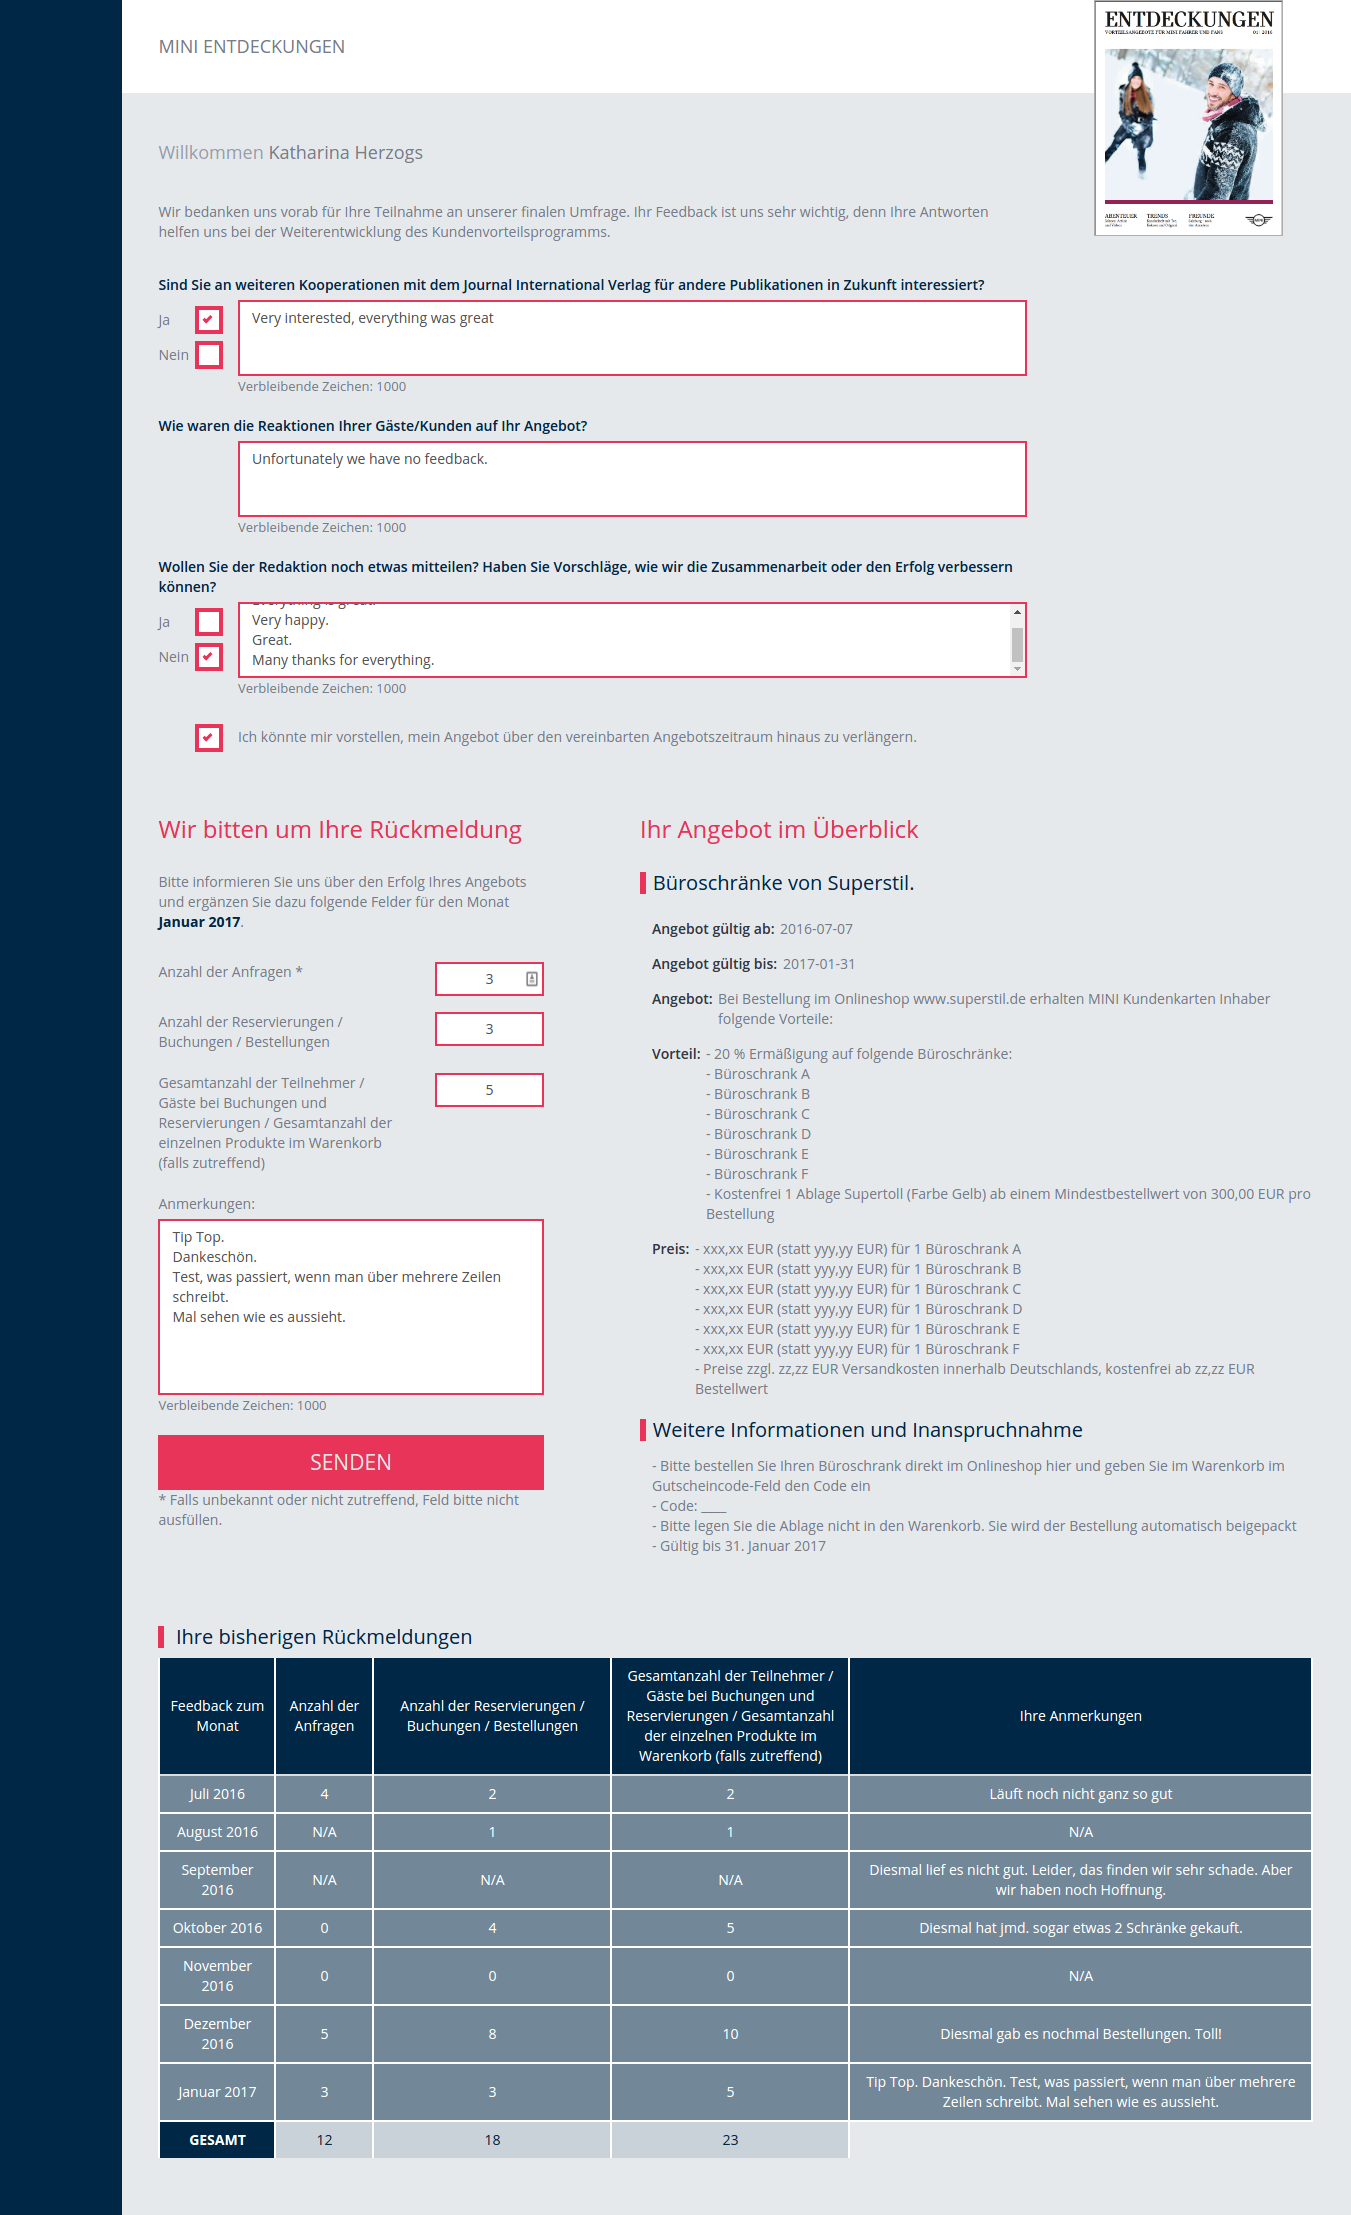 MINI ENTDECKUNGEN
ENTDECKUNGEN
VORTEILSANGEBOTE FÜR MINI FAHRER UND FANS 01 | 2016
ABENTEUER TRENDS FREUNDE
Willkommen Katharina Herzogs
Wir bedanken uns vorab für Ihre Teilnahme an unserer finalen Umfrage. Ihr Feedback ist uns sehr wichtig, denn Ihre Antworten
helfen uns bei der Weiterentwicklung des Kundenvorteilsprogramms.
Sind Sie an weiteren Kooperationen mit dem Journal International Verlag für andere Publikationen in Zukunft interessiert?
Ja
Very interested, everything was great
Nein
Verbleibende Zeichen: 1000
Wie waren die Reaktionen Ihrer Gäste/Kunden auf Ihr Angebot?
Unfortunately we have no feedback.
Verbleibende Zeichen: 1000
Wollen Sie der Redaktion noch etwas mitteilen? Haben Sie Vorschläge, wie wir die Zusammenarbeit oder den Erfolg verbessern
können?
Everything is great.
Ja
Very happy.
Great.
Nein
Many thanks for everything.
Verbleibende Zeichen: 1000
Ich könnte mir vorstellen, mein Angebot über den vereinbarten Angebotszeitraum hinaus zu verlängern.
Wir bitten um Ihre Rückmeldung
Bitte informieren Sie uns über den Erfolg Ihres Angebots
und ergänzen Sie dazu folgende Felder für den Monat
Januar 2017.
Anzahl der Anfragen * 3
Anzahl der Reservierungen /
Buchungen / Bestellungen
3
Gesamtanzahl der Teilnehmer /
Gäste bei Buchungen und
Reservierungen / Gesamtanzahl der
einzelnen Produkte im Warenkorb
(falls zutreffend)
5
Anmerkungen:
Tip Top.
Dankeschön.
Test, was passiert, wenn man über mehrere Zeilen
schreibt.
Mal sehen wie es aussieht.
Verbleibende Zeichen: 1000
SENDEN
* Falls unbekannt oder nicht zutreffend, Feld bitte nicht
ausfüllen.
Ihr Angebot im Überblick
Büroschränke von Superstil.
Angebot gültig ab: 2016-07-07
Angebot gültig bis: 2017-01-31
Angebot: Bei Bestellung im Onlineshop www.superstil.de erhalten MINI Kundenkarten Inhaber
folgende Vorteile:
Vorteil: - 20 % Ermäßigung auf folgende Büroschränke:
- Büroschrank A
- Büroschrank B
- Büroschrank C
- Büroschrank D
- Büroschrank E
- Büroschrank F
- Kostenfrei 1 Ablage Supertoll (Farbe Gelb) ab einem Mindestbestellwert von 300,00 EUR pro
Bestellung
Preis: - xxx,xx EUR (statt yyy,yy EUR) für 1 Büroschrank A
- xxx,xx EUR (statt yyy,yy EUR) für 1 Büroschrank B
- xxx,xx EUR (statt yyy,yy EUR) für 1 Büroschrank C
- xxx,xx EUR (statt yyy,yy EUR) für 1 Büroschrank D
- xxx,xx EUR (statt yyy,yy EUR) für 1 Büroschrank E
- xxx,xx EUR (statt yyy,yy EUR) für 1 Büroschrank F
- Preise zzgl. zz,zz EUR Versandkosten innerhalb Deutschlands, kostenfrei ab zz,zz EUR
Bestellwert
Weitere Informationen und Inanspruchnahme
- Bitte bestellen Sie Ihren Büroschrank direkt im Onlineshop hier und geben Sie im Warenkorb im
Gutscheincode-Feld den Code ein
- Code: ____
- Bitte legen Sie die Ablage nicht in den Warenkorb. Sie wird der Bestellung automatisch beigepackt
- Gültig bis 31. Januar 2017
Ihre bisherigen Rückmeldungen
Feedback zum
Monat
Anzahl der
Anfragen
Anzahl der Reservierungen /
Buchungen / Bestellungen
Gesamtanzahl der Teilnehmer /
Gäste bei Buchungen und
Reservierungen / Gesamtanzahl
der einzelnen Produkte im
Warenkorb (falls zutreffend)
Ihre Anmerkungen
Juli 2016 4 2 2 Läuft noch nicht ganz so gut
August 2016 N/A 1 1 N/A
September
2016
N/A N/A N/A
Diesmal lief es nicht gut. Leider, das finden wir sehr schade. Aber
wir haben noch Hoffnung.
Oktober 2016 0 4 5 Diesmal hat jmd. sogar etwas 2 Schränke gekauft.
November
2016
0 0 0 N/A
Dezember
2016
5 8 10 Diesmal gab es nochmal Bestellungen. Toll!
Januar 2017 3 3 5
Tip Top. Dankeschön. Test, was passiert, wenn man über mehrere
Zeilen schreibt. Mal sehen wie es aussieht.
GESAMT 12 18 23